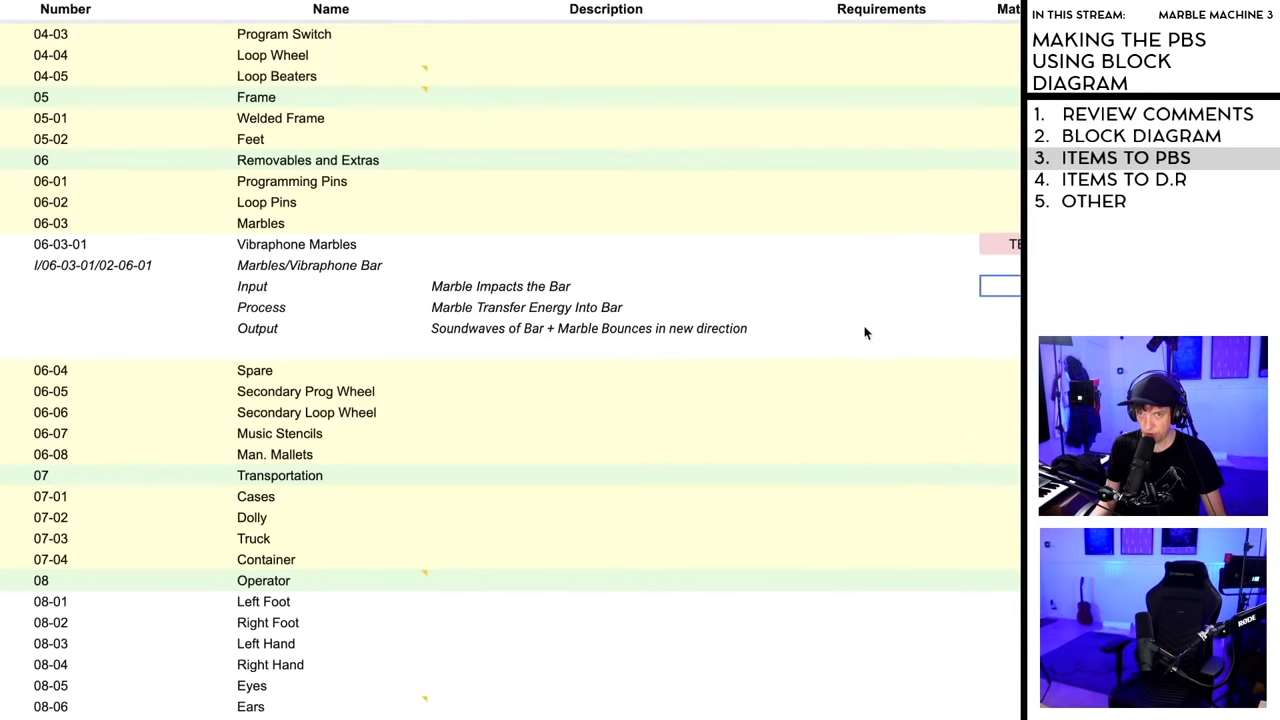 Number Name Description Requirements Mat
04-03 Program Switch
04-04 Loop Wheel
04-05 Loop Beaters
05 Frame
05-01 Welded Frame
05-02 Feet
06 Removables and Extras
06-01 Programming Pins
06-02 Loop Pins
06-03 Marbles
06-03-01 Vibraphone Marbles TE
I/06-03-01/02-06-01 Marbles/Vibraphone Bar
Input Marble Impacts the Bar
Process Marble Transfer Energy Into Bar
Output Soundwaves of Bar + Marble Bounces in new direction
06-04 Spare
06-05 Secondary Prog Wheel
06-06 Secondary Loop Wheel
06-07 Music Stencils
06-08 Man. Mallets
07 Transportation
07-01 Cases
07-02 Dolly
07-03 Truck
07-04 Container
08 Operator
08-01 Left Foot
08-02 Right Foot
08-03 Left Hand
08-04 Right Hand
08-05 Eyes
08-06 Ears
IN THIS STREAM: MARBLE MACHINE 3
MAKING THE PBS
USING BLOCK
DIAGRAM
1. REVIEW COMMENTS
2. BLOCK DIAGRAM
3. ITEMS TO PBS
4. ITEMS TO D.R
5. OTHER
RØDE